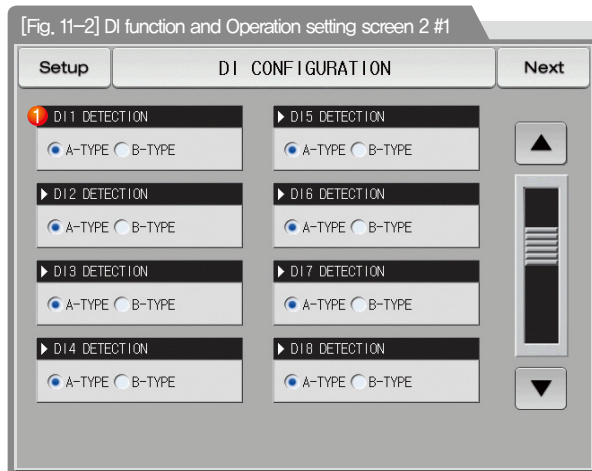 [Fig. 11-2] DI function and Operation setting screen 2 #1
Setup DI CONFIGURATION Next
1 DI1 DETECTION
A-TYPE B-TYPE
DI2 DETECTION
A-TYPE B-TYPE
DI3 DETECTION
A-TYPE B-TYPE
DI4 DETECTION
A-TYPE B-TYPE
DI5 DETECTION
A-TYPE B-TYPE
DI6 DETECTION
A-TYPE B-TYPE
DI7 DETECTION
A-TYPE B-TYPE
DI8 DETECTION
A-TYPE B-TYPE